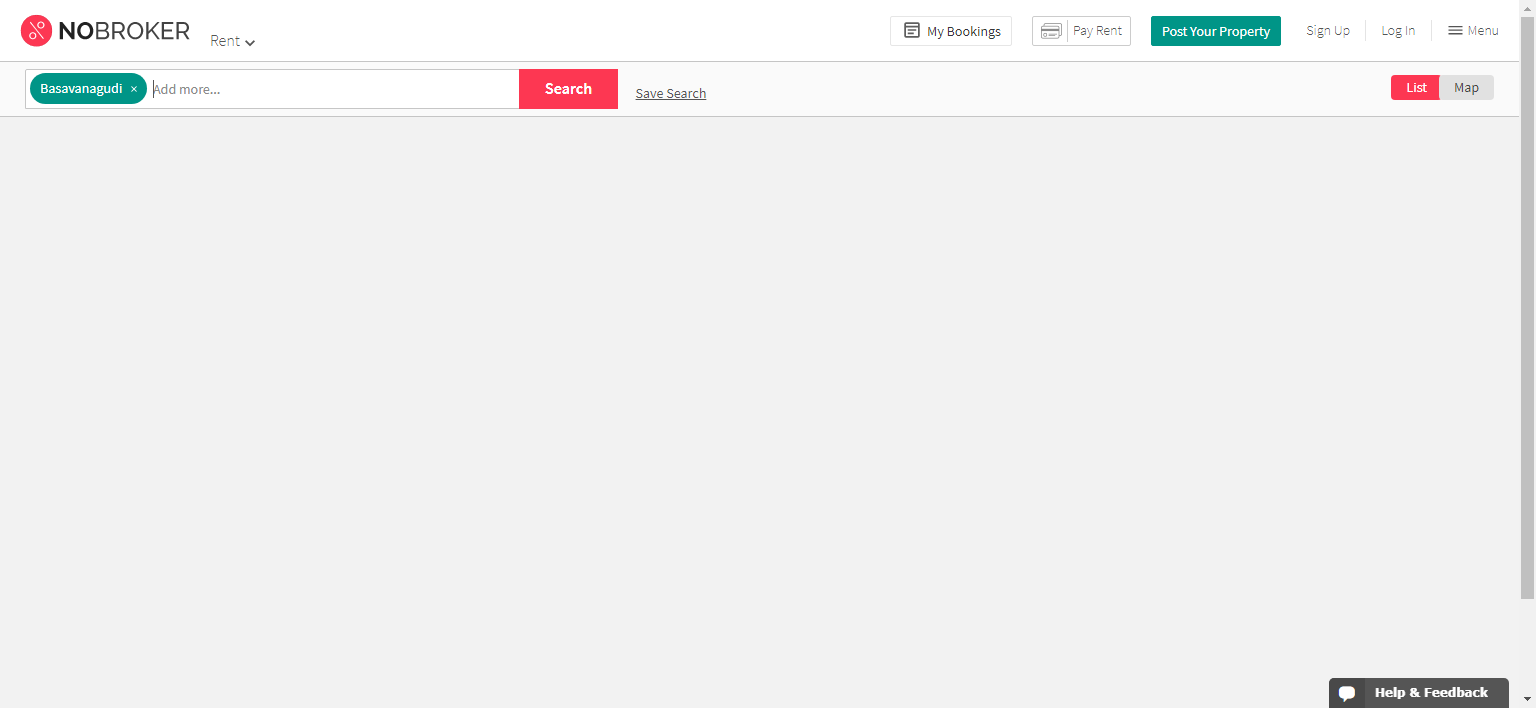 NOBROKER
Rent
My Bookings
Pay Rent
Post Your Property
Sign Up
Log In
Menu
Basavanagudi ×
Add more...
Search
Save Search
List
Map
Help & Feedback